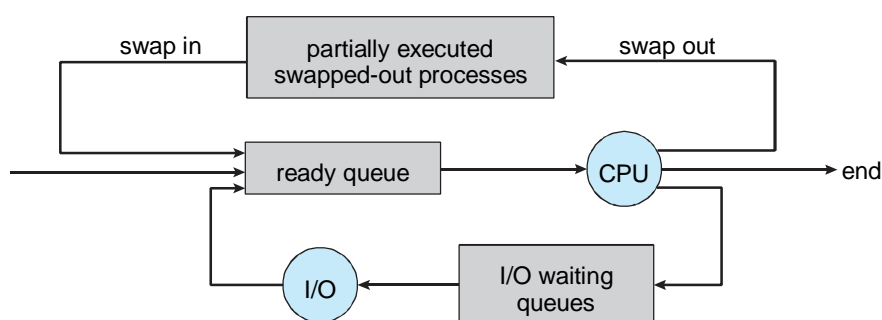 swap in
partially executed
swapped-out processes
swap out
ready queue
CPU
end
I/O
I/O waiting
queues